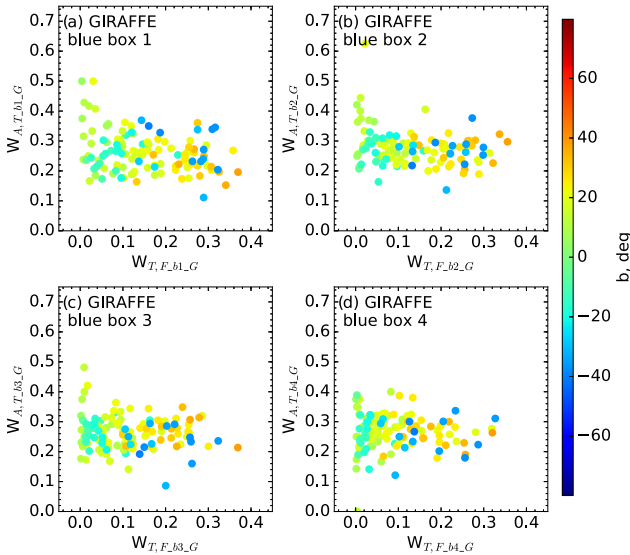 (a) GIRAFFE
blue box 1
0.7
0.6
0.5
0.4
0.3
0.2
0.1
0.0
W_{A,T_b1_G}
0.0 0.1 0.2 0.3 0.4
W_{T,F_b1_G}
(b) GIRAFFE
blue box 2
0.7
0.6
0.5
0.4
0.3
0.2
0.1
0.0
W_{A,T_b2_G}
0.0 0.1 0.2 0.3 0.4
W_{T,F_b2_G}
(c) GIRAFFE
blue box 3
0.7
0.6
0.5
0.4
0.3
0.2
0.1
0.0
W_{A,T_b3_G}
0.0 0.1 0.2 0.3 0.4
W_{T,F_b3_G}
(d) GIRAFFE
blue box 4
0.7
0.6
0.5
0.4
0.3
0.2
0.1
0.0
W_{A,T_b4_G}
0.0 0.1 0.2 0.3 0.4
W_{T,F_b4_G}
60
40
20
0
−20
−40
−60
b, deg